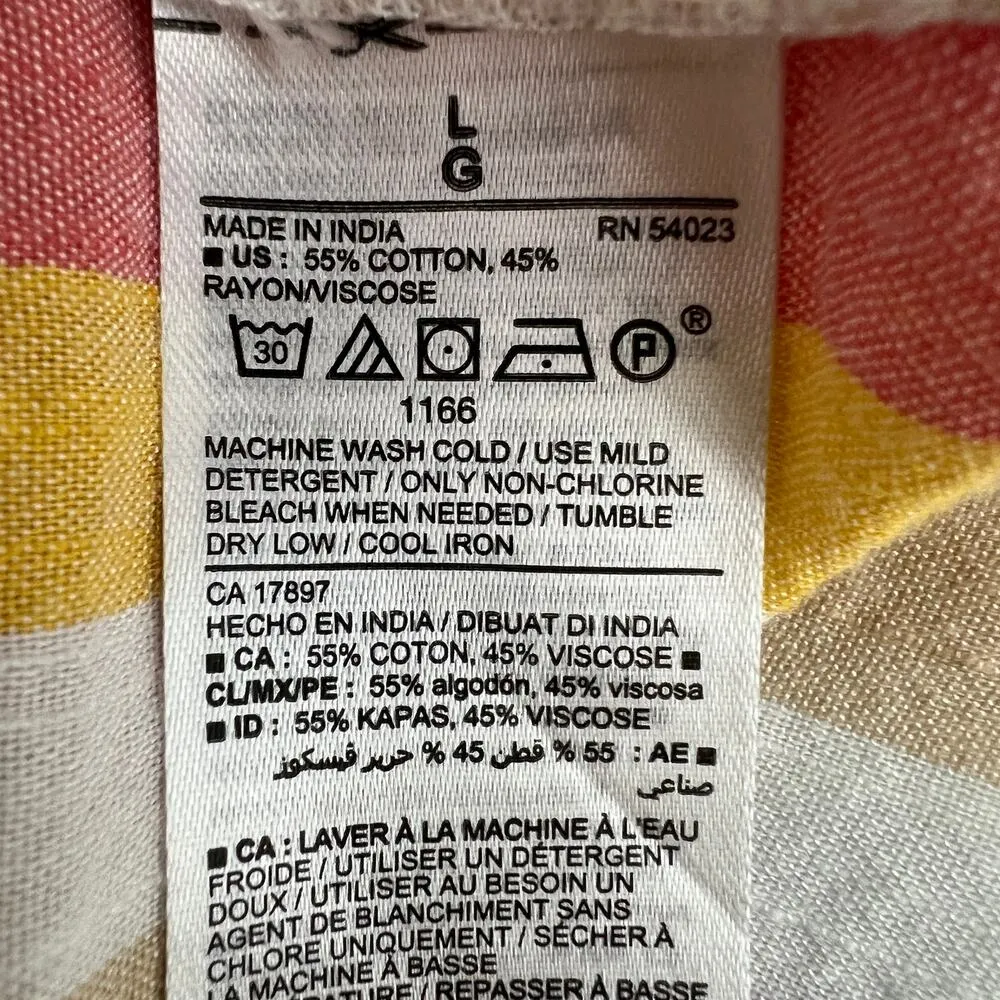 L
G
MADE IN INDIA RN 54023
■ US : 55% COTTON, 45%
RAYON/VISCOSE
30 P ®
1166
MACHINE WASH COLD / USE MILD
DETERGENT / ONLY NON-CHLORINE
BLEACH WHEN NEEDED / TUMBLE
DRY LOW / COOL IRON
CA 17897
HECHO EN INDIA / DIBUAT DI INDIA
■ CA : 55% COTON, 45% VISCOSE ■
CL/MX/PE : 55% algodón, 45% viscosa
■ ID : 55% KAPAS, 45% VISCOSE
■ AE : 55 % قطن 45 % حرير ڤيسكوز
صناعي
■ CA : LAVER À LA MACHINE À L'EAU
FROIDE / UTILISER UN DÉTERGENT
DOUX / UTILISER AU BESOIN UN
AGENT DE BLANCHIMENT SANS
CHLORE UNIQUEMENT / SÉCHER À
LA MACHINE À BASSE
/ REPASSER À BASSE